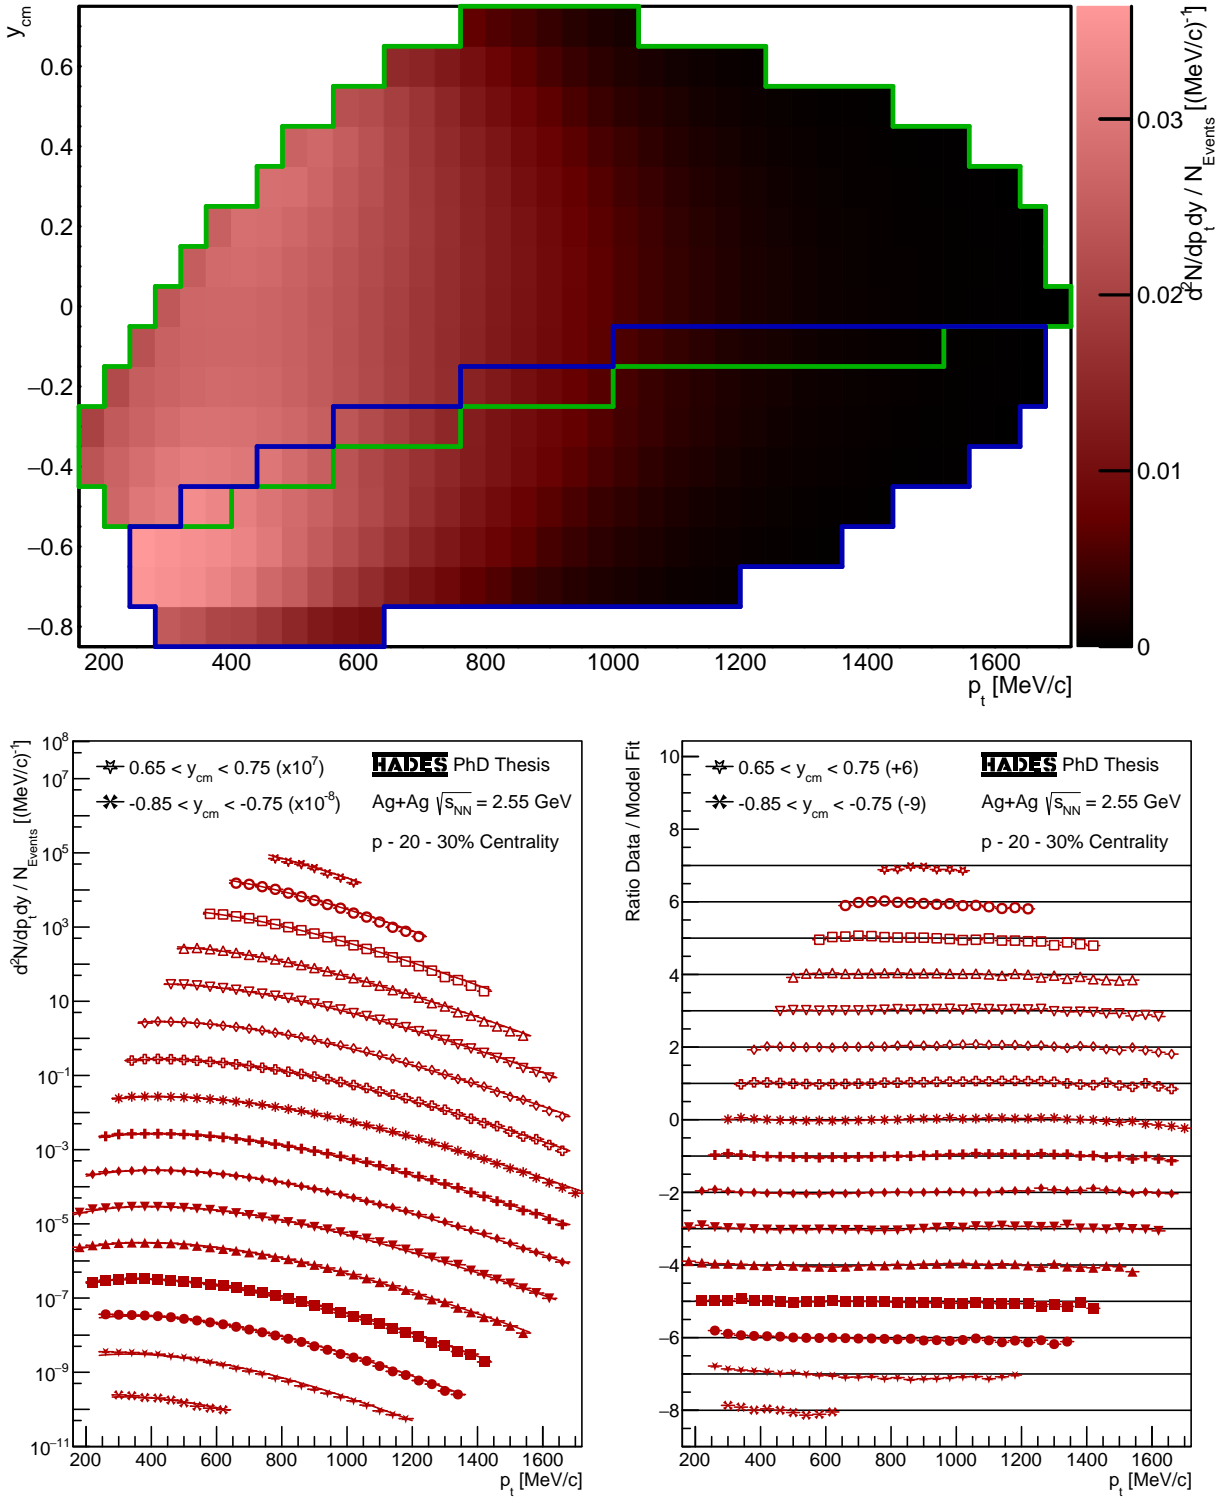 y_cm
0.6
0.4
0.2
0
−0.2
−0.4
−0.6
−0.8
200 400 600 800 1000 1200 1400 1600
p_t [MeV/c]
0.03
0.02
0.01
0
d²N/dp_t dy / N_Events [(MeV/c)⁻¹]
d²N/dp_t dy / N_Events [(MeV/c)⁻¹]
10⁸
10⁷
10⁵
10³
10
10⁻¹
10⁻³
10⁻⁵
10⁻⁷
10⁻⁹
10⁻¹¹
0.65 < y_cm < 0.75 (x10⁷)
-0.85 < y_cm < -0.75 (x10⁻⁸)
HADES PhD Thesis
Ag+Ag √s_NN = 2.55 GeV
p - 20 - 30% Centrality
200 400 600 800 1000 1200 1400 1600
p_t [MeV/c]
Ratio Data / Model Fit
10
8
6
4
2
0
−2
−4
−6
−8
0.65 < y_cm < 0.75 (+6)
-0.85 < y_cm < -0.75 (-9)
HADES PhD Thesis
Ag+Ag √s_NN = 2.55 GeV
p - 20 - 30% Centrality
200 400 600 800 1000 1200 1400 1600
p_t [MeV/c]